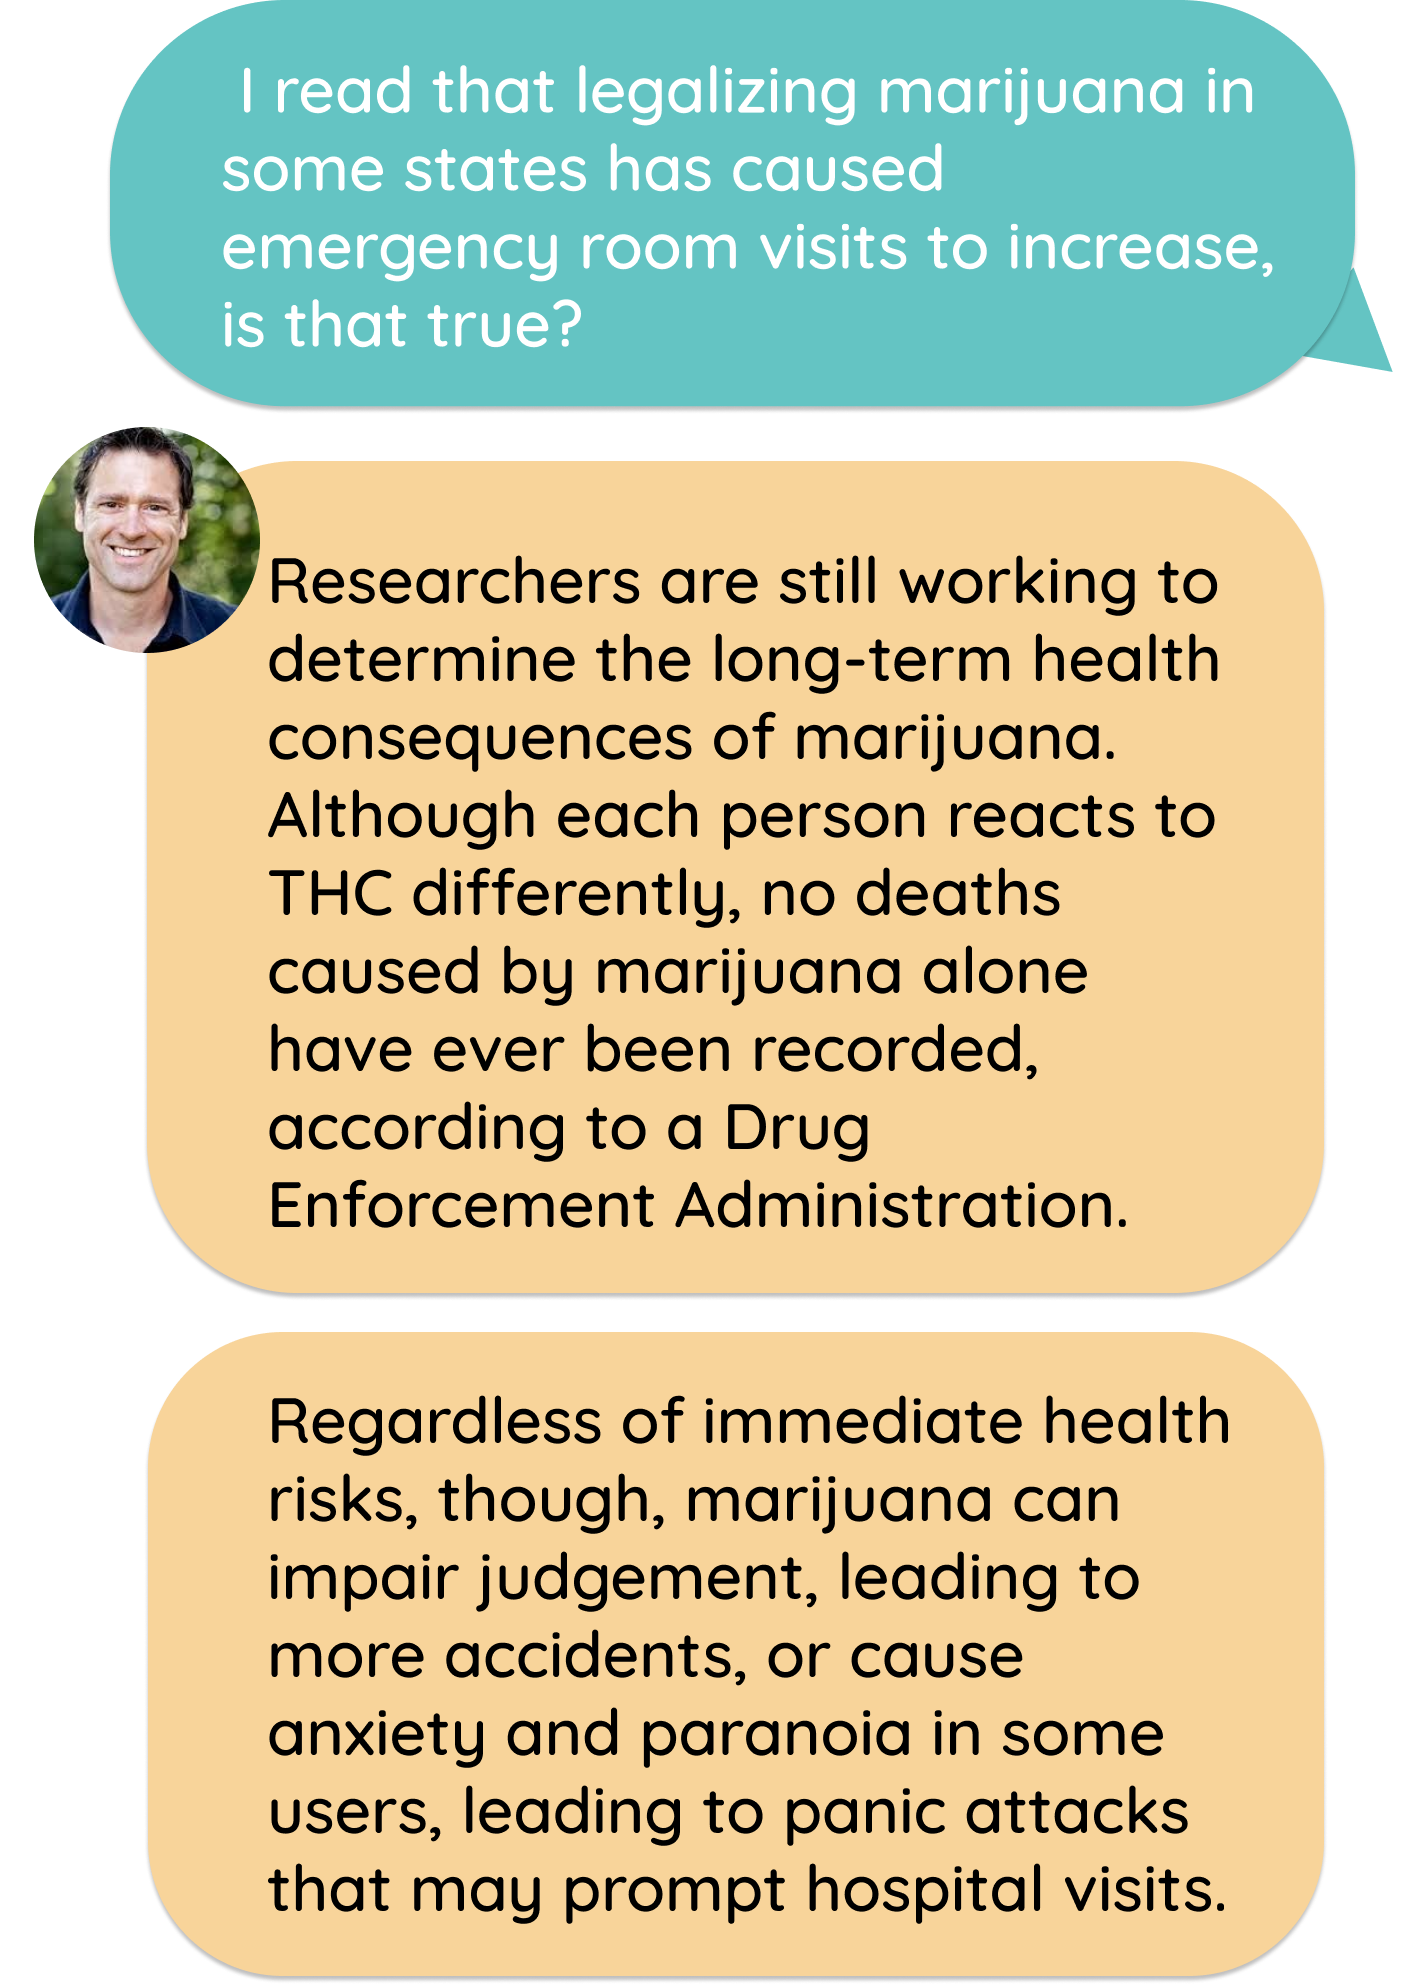 I read that legalizing marijuana in
some states has caused
emergency room visits to increase,
is that true?
Researchers are still working to
determine the long-term health
consequences of marijuana.
Although each person reacts to
THC differently, no deaths
caused by marijuana alone
have ever been recorded,
according to a Drug
Enforcement Administration.
Regardless of immediate health
risks, though, marijuana can
impair judgement, leading to
more accidents, or cause
anxiety and paranoia in some
users, leading to panic attacks
that may prompt hospital visits.